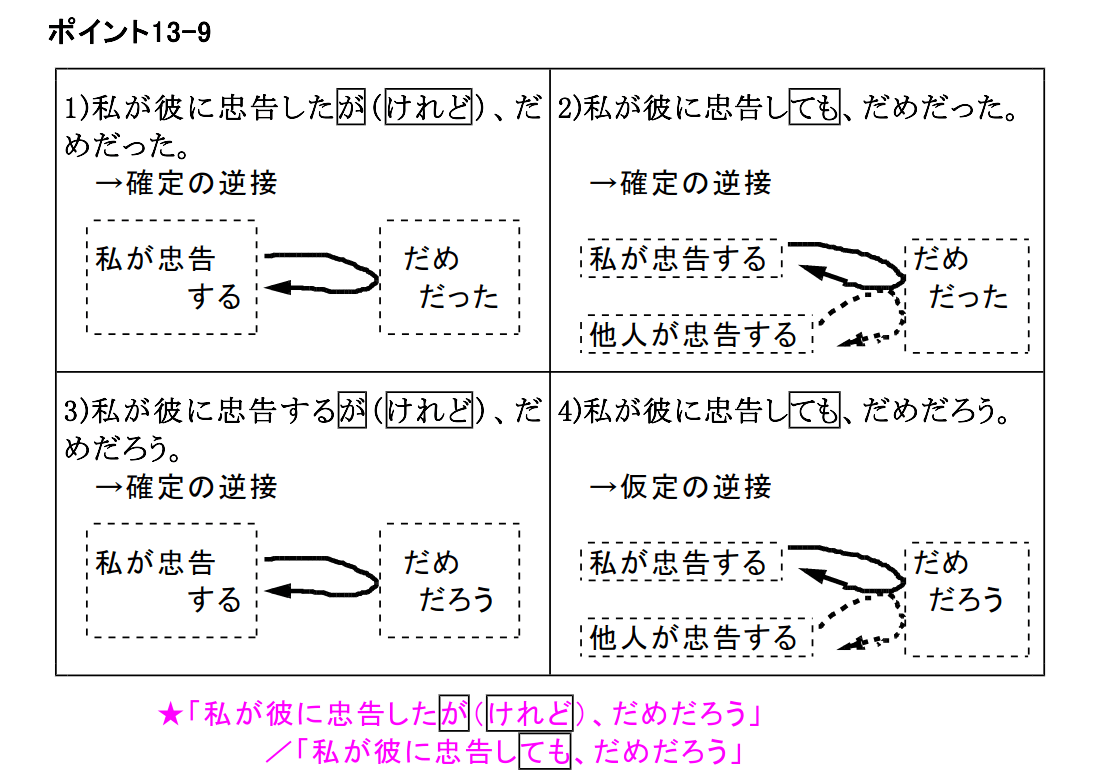 ポイント13-9
1)私が彼に忠告したが(けれど)、だ
めだった。
→確定の逆接
私が忠告
する
だめ
だった
2)私が彼に忠告しても、だめだった。
→確定の逆接
私が忠告する
他人が忠告する
だめ
だった
3)私が彼に忠告するが(けれど)、だ
めだろう。
→確定の逆接
私が忠告
する
だめ
だろう
4)私が彼に忠告しても、だめだろう。
→仮定の逆接
私が忠告する
他人が忠告する
だめ
だろう
★「私が彼に忠告したが(けれど)、だめだろう」
／「私が彼に忠告しても、だめだろう」